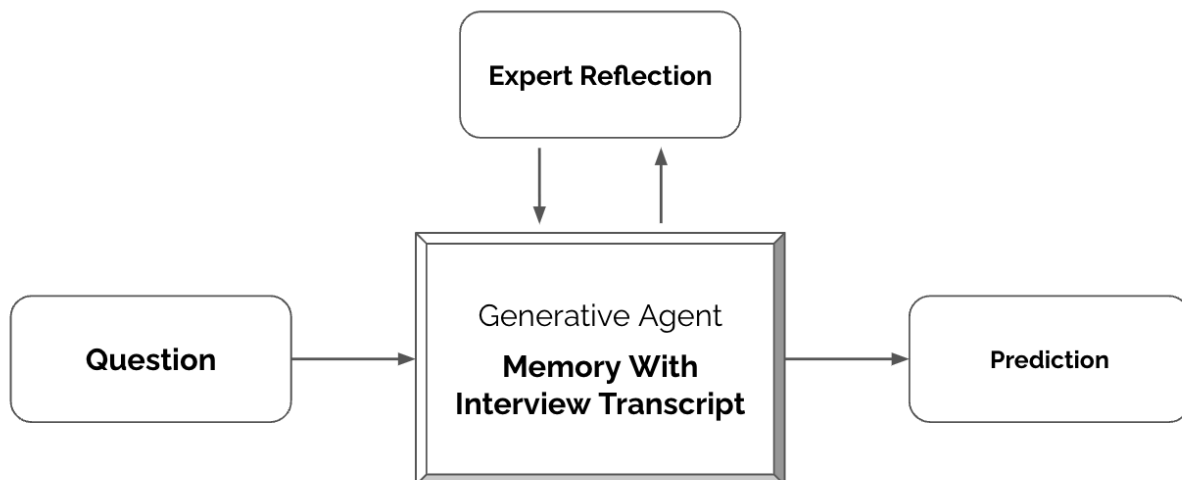 Expert Reflection
Question
Generative Agent
Memory With
Interview Transcript
Prediction